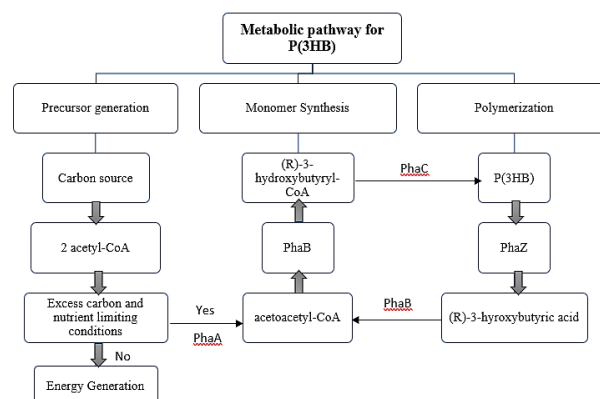 Metabolic pathway for
P(3HB)
Precursor generation
Monomer Synthesis
Polymerization
Carbon source
(R)-3-
hydroxybutyryl-
CoA
PhaC
P(3HB)
2 acetyl-CoA
PhaB
PhaZ
Excess carbon and
nutrient limiting
conditions
Yes
PhaA
acetoacetyl-CoA
PhaB
(R)-3-hyroxybutyric acid
No
Energy Generation